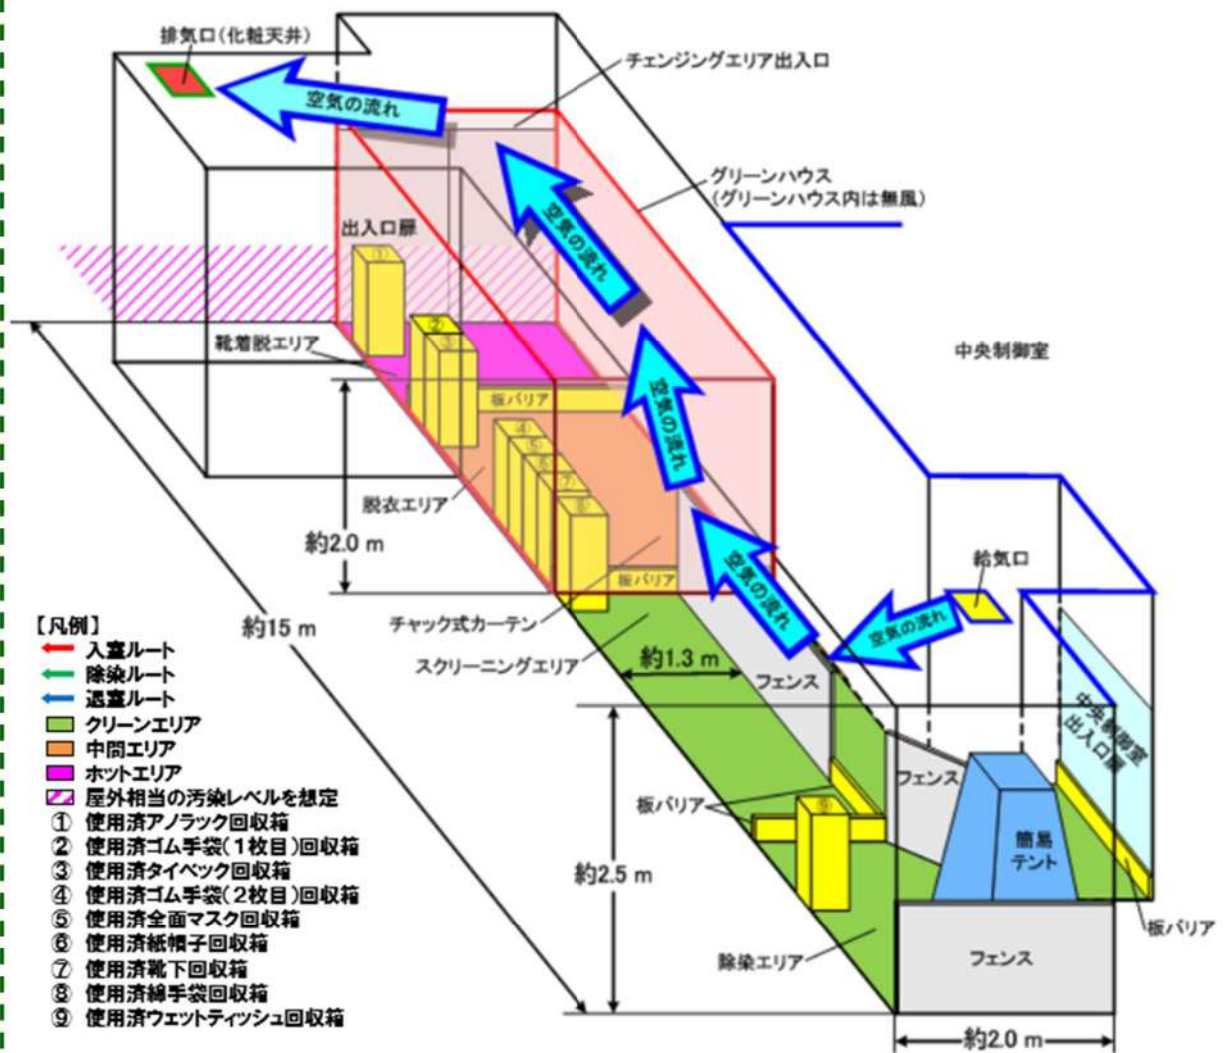 排気口(化粧天井)
チェンジングエリア出入口
空気の流れ
グリーンハウス
(グリーンハウス内は無風)
空気の流れ
出入口扉
①
②
③
靴着脱エリア
中央制御室
空気の流れ
板バリア
④
⑤
⑥
⑦
⑧
脱衣エリア
約2.0 m
給気口
板バリア
空気の流れ
空気の流れ
チャック式カーテン
約15 m
スクリーニングエリア
約1.3 m
フェンス
中央制御室
出入口扉
フェンス
板バリア
⑨
簡易
テント
約2.5 m
板バリア
除染エリア
フェンス
約2.0 m
【凡例】
入室ルート
除染ルート
退室ルート
クリーンエリア
中間エリア
ホットエリア
屋外相当の汚染レベルを想定
① 使用済アノラック回収箱
② 使用済ゴム手袋(1枚目)回収箱
③ 使用済タイベック回収箱
④ 使用済ゴム手袋(2枚目)回収箱
⑤ 使用済全面マスク回収箱
⑥ 使用済紙帽子回収箱
⑦ 使用済靴下回収箱
⑧ 使用済綿手袋回収箱
⑨ 使用済ウェットティッシュ回収箱